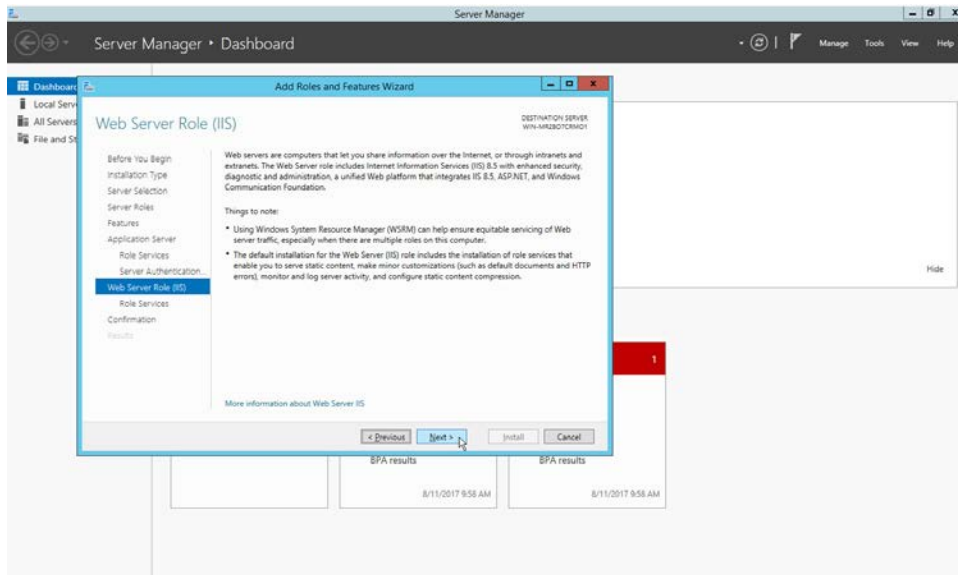 Server Manager
Server Manager • Dashboard
Manage Tools View Help
Dashboard
Local Serv
All Servers
File and St
Add Roles and Features Wizard
Web Server Role (IIS)
DESTINATION SERVER
Before You Begin
Installation Type
Server Selection
Server Roles
Features
Application Server
Role Services
Server Authentication...
Web Server Role (IIS)
Role Services
Confirmation
Results
Web servers are computers that let you share information over the Internet, or through intranets and
extranets. The Web Server role includes Internet Information Services (IIS) 8.5 with enhanced security,
diagnostic and administration, a unified Web platform that integrates IIS 8.5, ASP.NET, and Windows
Communication Foundation.
Things to note:
• Using Windows System Resource Manager (WSRM) can help ensure equitable servicing of Web
server traffic, especially when there are multiple roles on this computer.
• The default installation for the Web Server (IIS) role includes the installation of role services that
enable you to serve static content, make minor customizations (such as default documents and HTTP
errors), monitor and log server activity, and configure static content compression.
More information about Web Server IIS
< Previous Next > Install Cancel
Hide
1
BPA results
8/11/2017 9:58 AM
BPA results
8/11/2017 9:58 AM